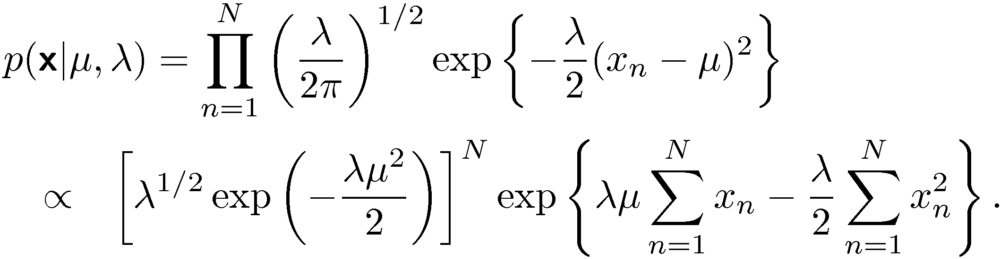 p(𝐱|μ, λ) = ∏_{n=1}^{N} (λ/2π)^{1/2} exp{−λ/2 (x_n − μ)^2}
∝ [λ^{1/2} exp(−λμ^2/2)]^N exp{λμ ∑_{n=1}^{N} x_n − λ/2 ∑_{n=1}^{N} x_n^2}.